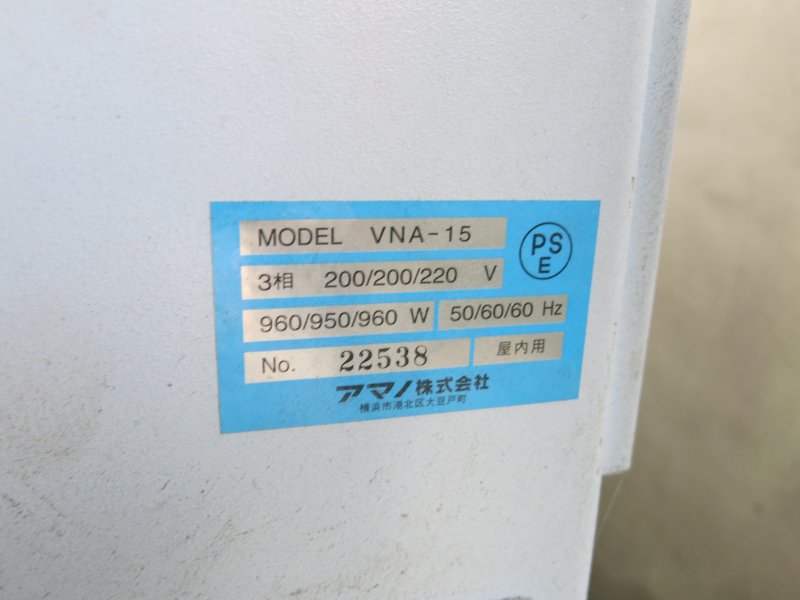 MODEL VNA-15
PS
E
3相 200/200/220 V
960/950/960 W 50/60/60 Hz
No. 22538 屋内用
アマノ株式会社
横浜市港北区大豆戸町